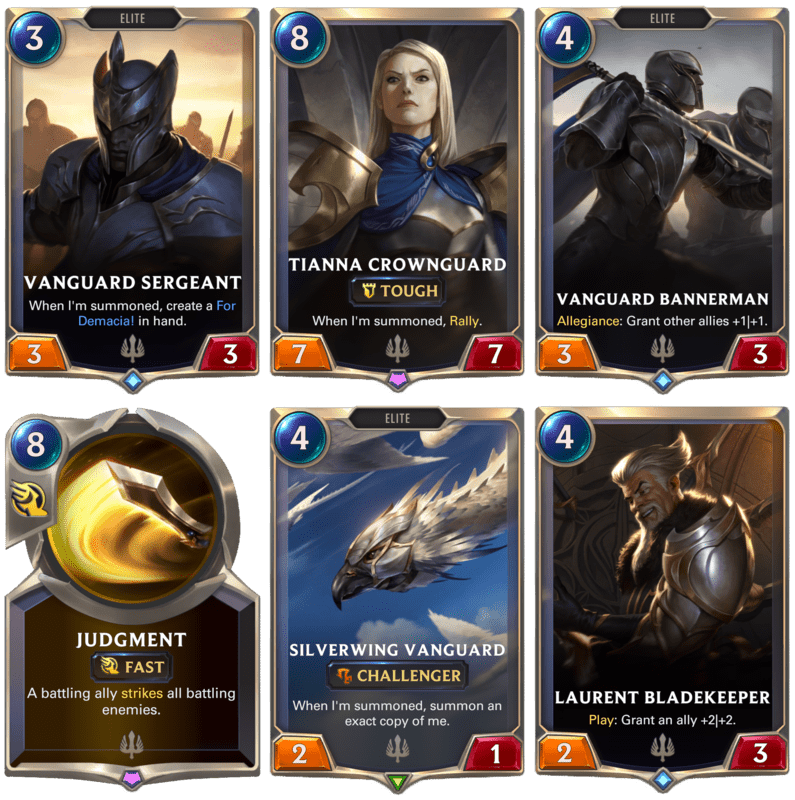 3
ELITE
VANGUARD SERGEANT
When I'm summoned, create a For
Demacia! in hand.
3
3
8
ELITE
TIANNA CROWNGUARD
TOUGH
When I'm summoned, Rally.
7
7
4
ELITE
VANGUARD BANNERMAN
Allegiance: Grant other allies +1|+1.
3
3
8
JUDGMENT
FAST
A battling ally strikes all battling
enemies.
4
ELITE
SILVERWING VANGUARD
CHALLENGER
When I'm summoned, summon an
exact copy of me.
2
1
4
LAURENT BLADEKEEPER
Play: Grant an ally +2|+2.
2
3